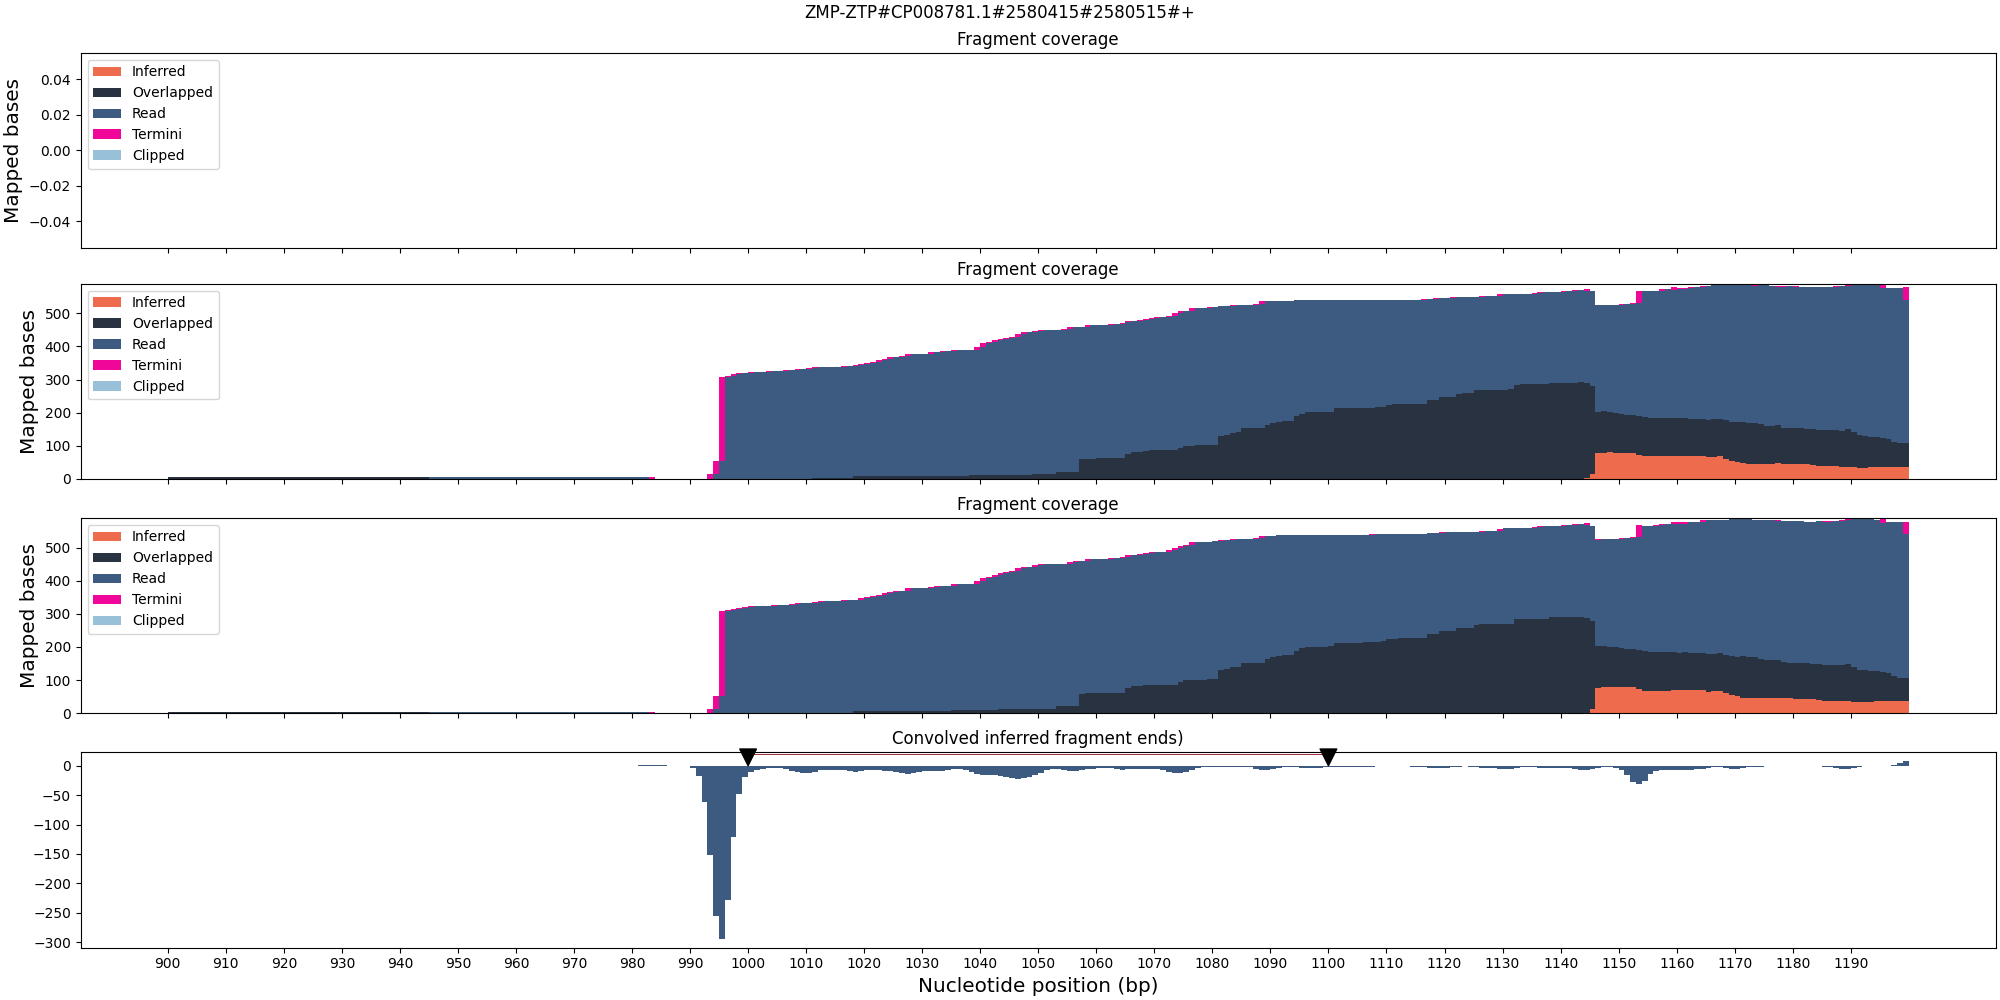 ZMP-ZTP#CP008781.1#2580415#2580515#+
Fragment coverage
Mapped bases
0.04
0.02
0.00
−0.02
−0.04
Inferred
Overlapped
Read
Termini
Clipped
Fragment coverage
Mapped bases
500
400
300
200
100
0
Inferred
Overlapped
Read
Termini
Clipped
Fragment coverage
Mapped bases
500
400
300
200
100
0
Inferred
Overlapped
Read
Termini
Clipped
Convolved inferred fragment ends)
0
−50
−100
−150
−200
−250
−300
900 910 920 930 940 950 960 970 980 990 1000 1010 1020 1030 1040 1050 1060 1070 1080 1090 1100 1110 1120 1130 1140 1150 1160 1170 1180 1190
Nucleotide position (bp)